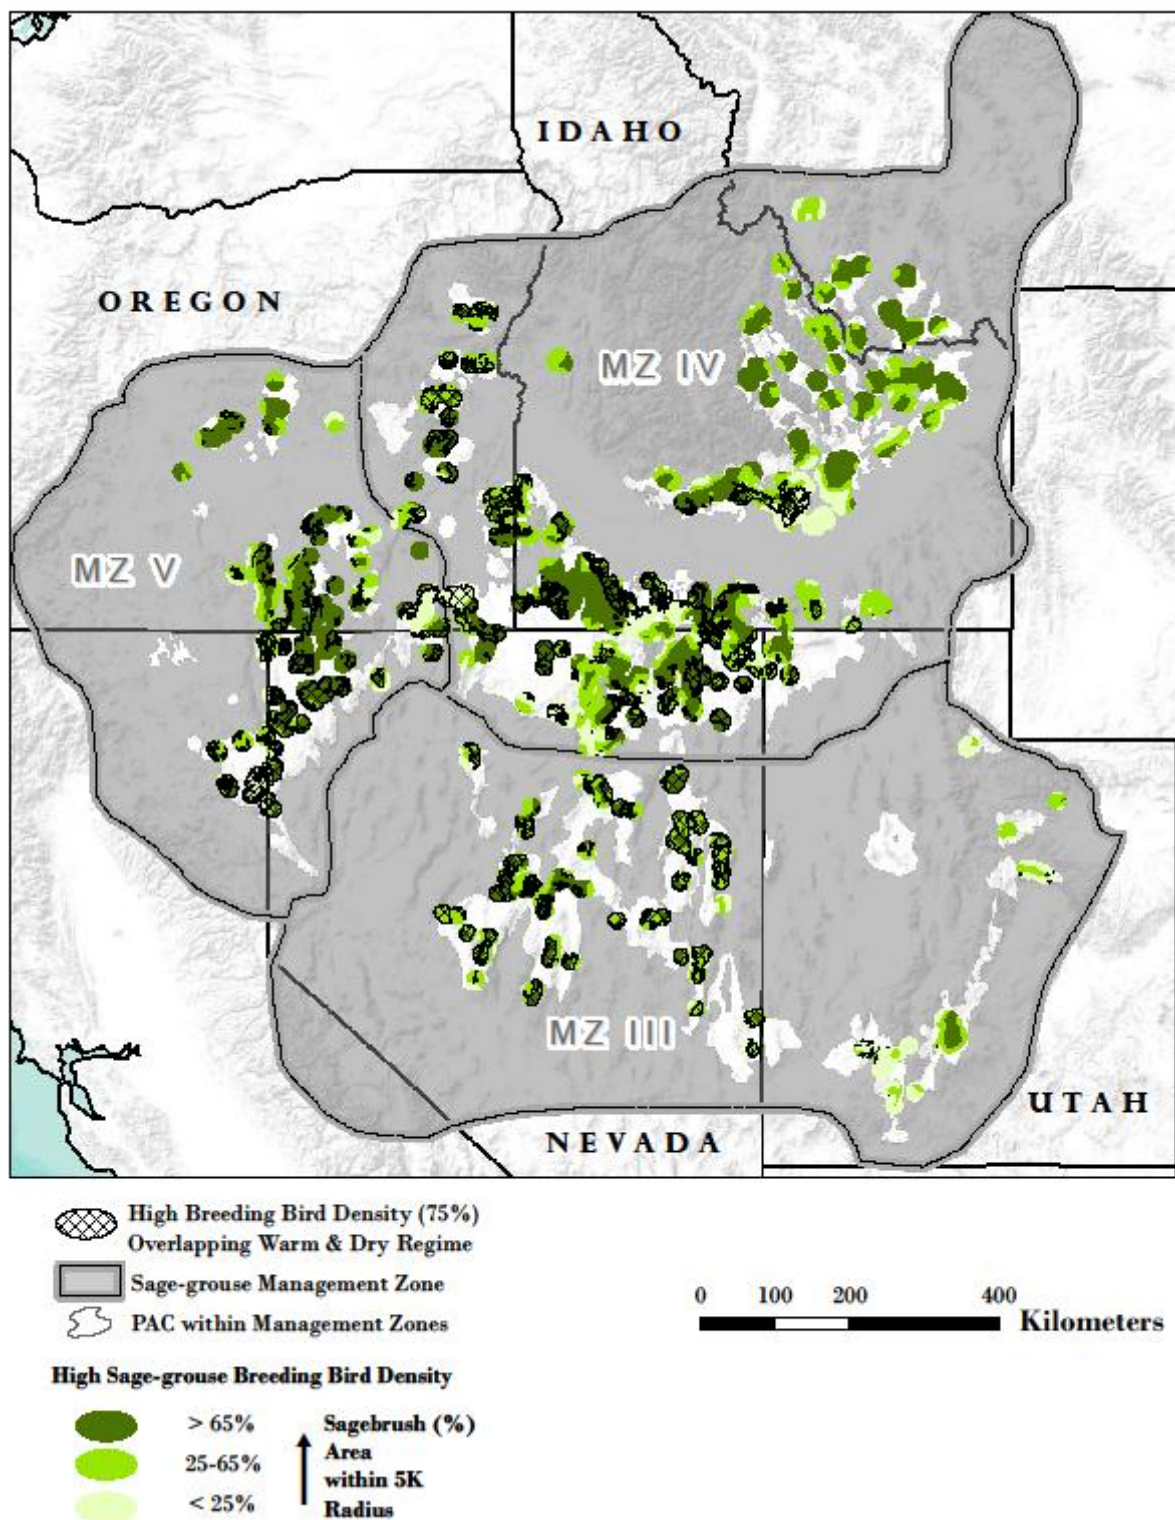 IDAHO
OREGON
MZ IV
MZ V
MZ III
UTAH
NEVADA
High Breeding Bird Density (75%)
Overlapping Warm & Dry Regime
Sage-grouse Management Zone
PAC within Management Zones
0 100 200 400
Kilometers
High Sage-grouse Breeding Bird Density
> 65%
25-65%
< 25%
Sagebrush (%)
Area
within 5K
Radius